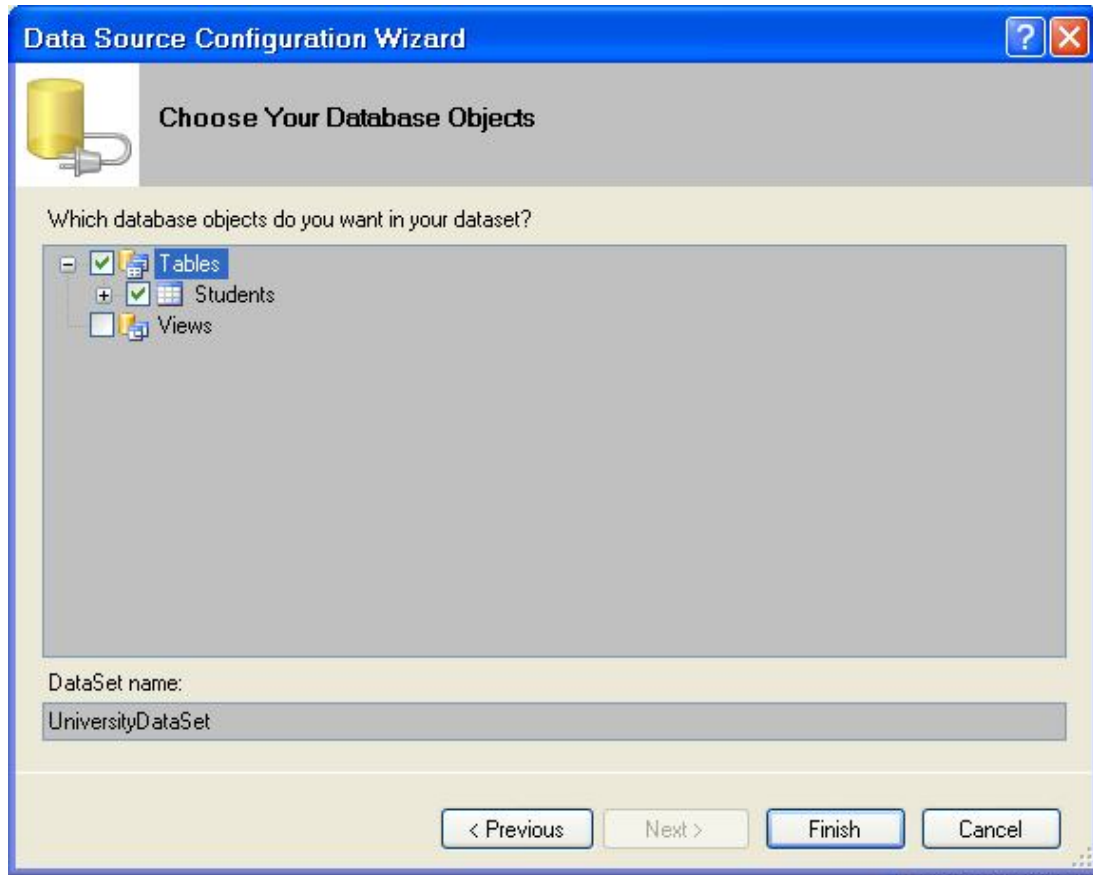 Data Source Configuration Wizard
Choose Your Database Objects
Which database objects do you want in your dataset?
Tables
Students
Views
DataSet name:
UniversityDataSet
< Previous Next > Finish Cancel